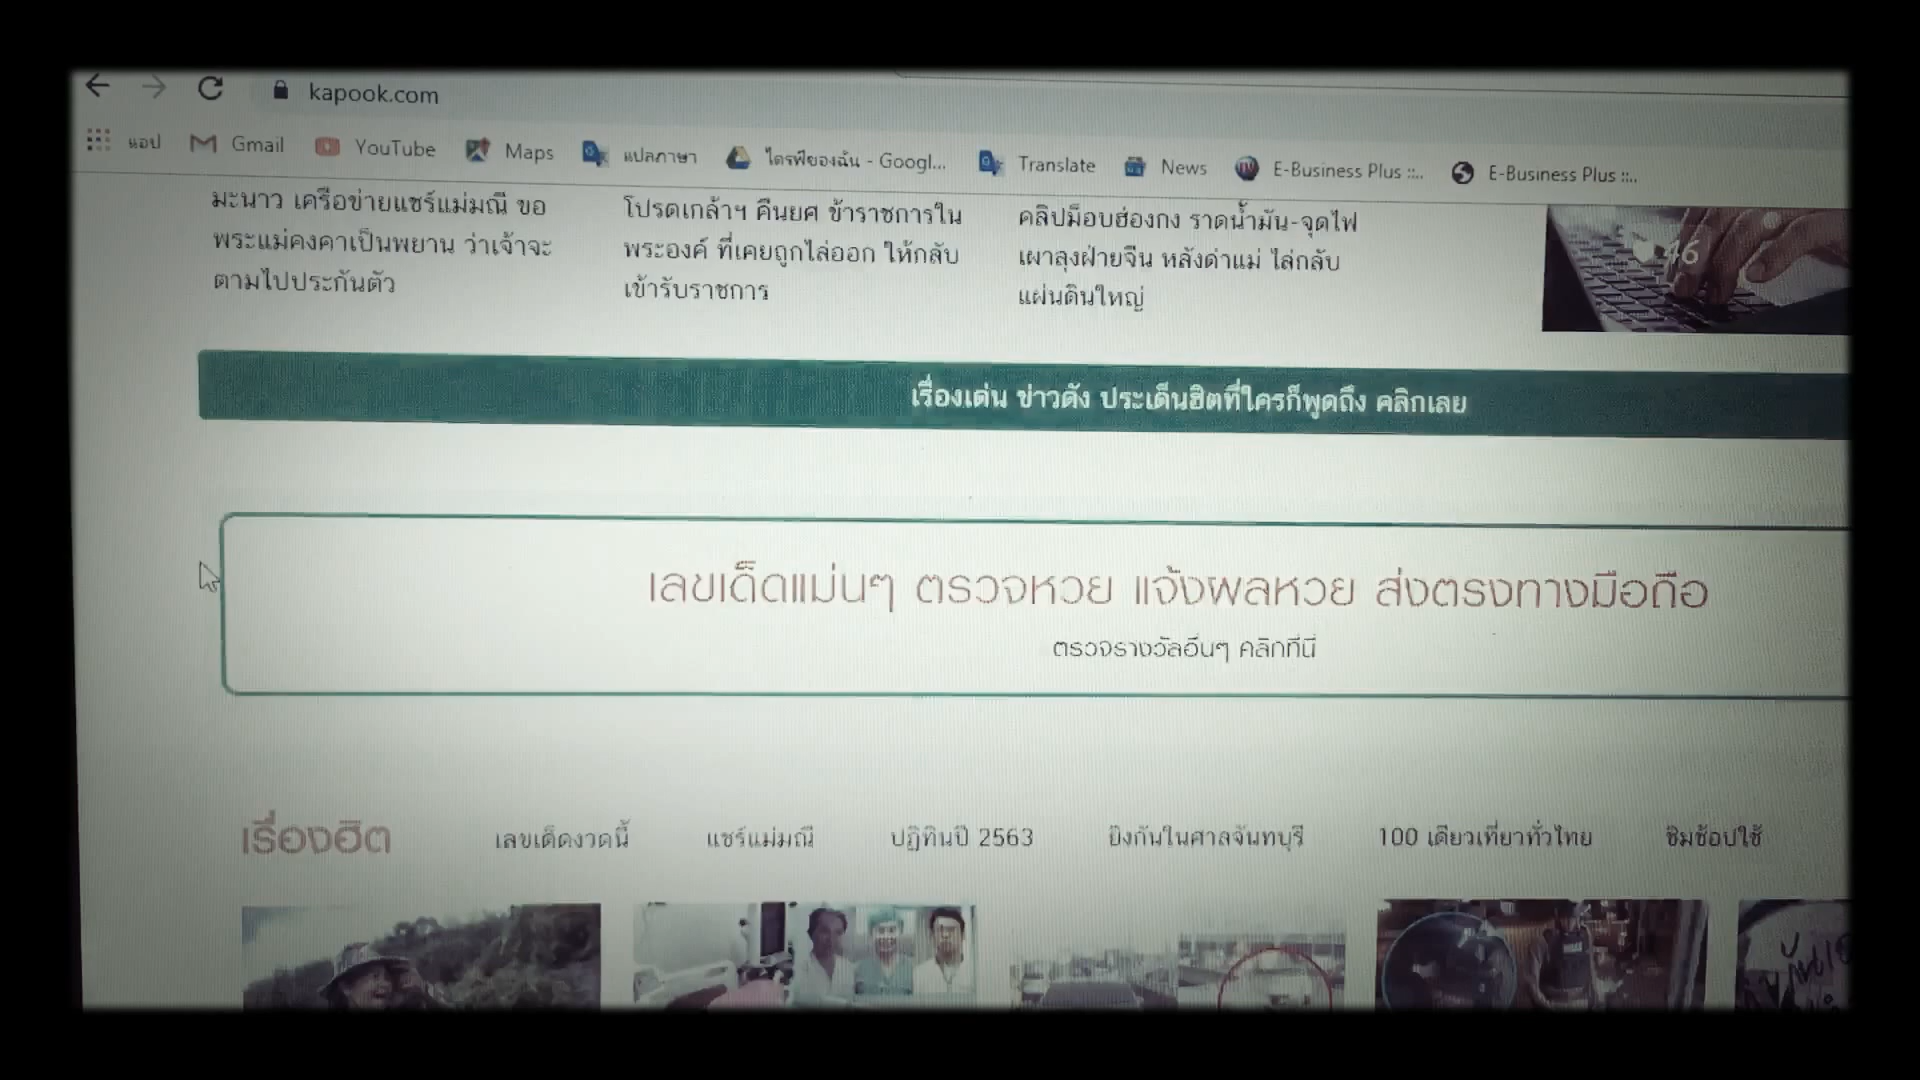 kapook.com
แอป Gmail YouTube Maps แปลภาษา ไดรฟ์ของฉัน - Googl... Translate News E-Business Plus ::.. E-Business Plus ::..
มะนาว เครือข่ายแชร์แม่มณี ขอ
พระแม่คงคาเป็นพยาน ว่าเจ้าจะ
ตามไปประกันตัว
โปรดเกล้าฯ คืนยศ ข้าราชการใน
พระองค์ ที่เคยถูกไล่ออก ให้กลับ
เข้ารับราชการ
คลิปม็อบฮ่องกง ราดน้ำมัน-จุดไฟ
เผาลุงฝ่ายจีน หลังด่าแม่ ไล่กลับ
แผ่นดินใหญ่
46
เรื่องเด่น ข่าวดัง ประเด็นฮิตที่ใครก็พูดถึง คลิกเลย
เลขเด็ดแม่นๆ ตรวจหวย แจ้งผลหวย ส่งตรงทางมือถือ
ตรวจรางวัลอื่นๆ คลิกที่นี่
เรื่องฮิต เลขเด็ดงวดนี้ แชร์แม่มณี ปฏิทินปี 2563 ยิงกันในศาลจันทบุรี 100 เดียวเที่ยวทั่วไทย ชิมช้อปใช้